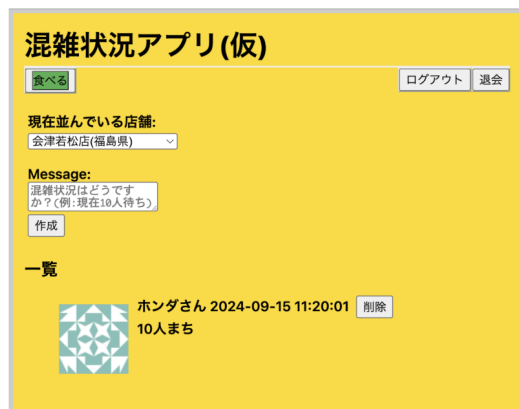 混雑状況アプリ(仮)
食べる ログアウト 退会
現在並んでいる店舗:
会津若松店(福島県)
Message:
混雑状況はどうです
か？(例:現在10人待ち)
作成
一覧
ホンダさん 2024-09-15 11:20:01 削除
10人まち